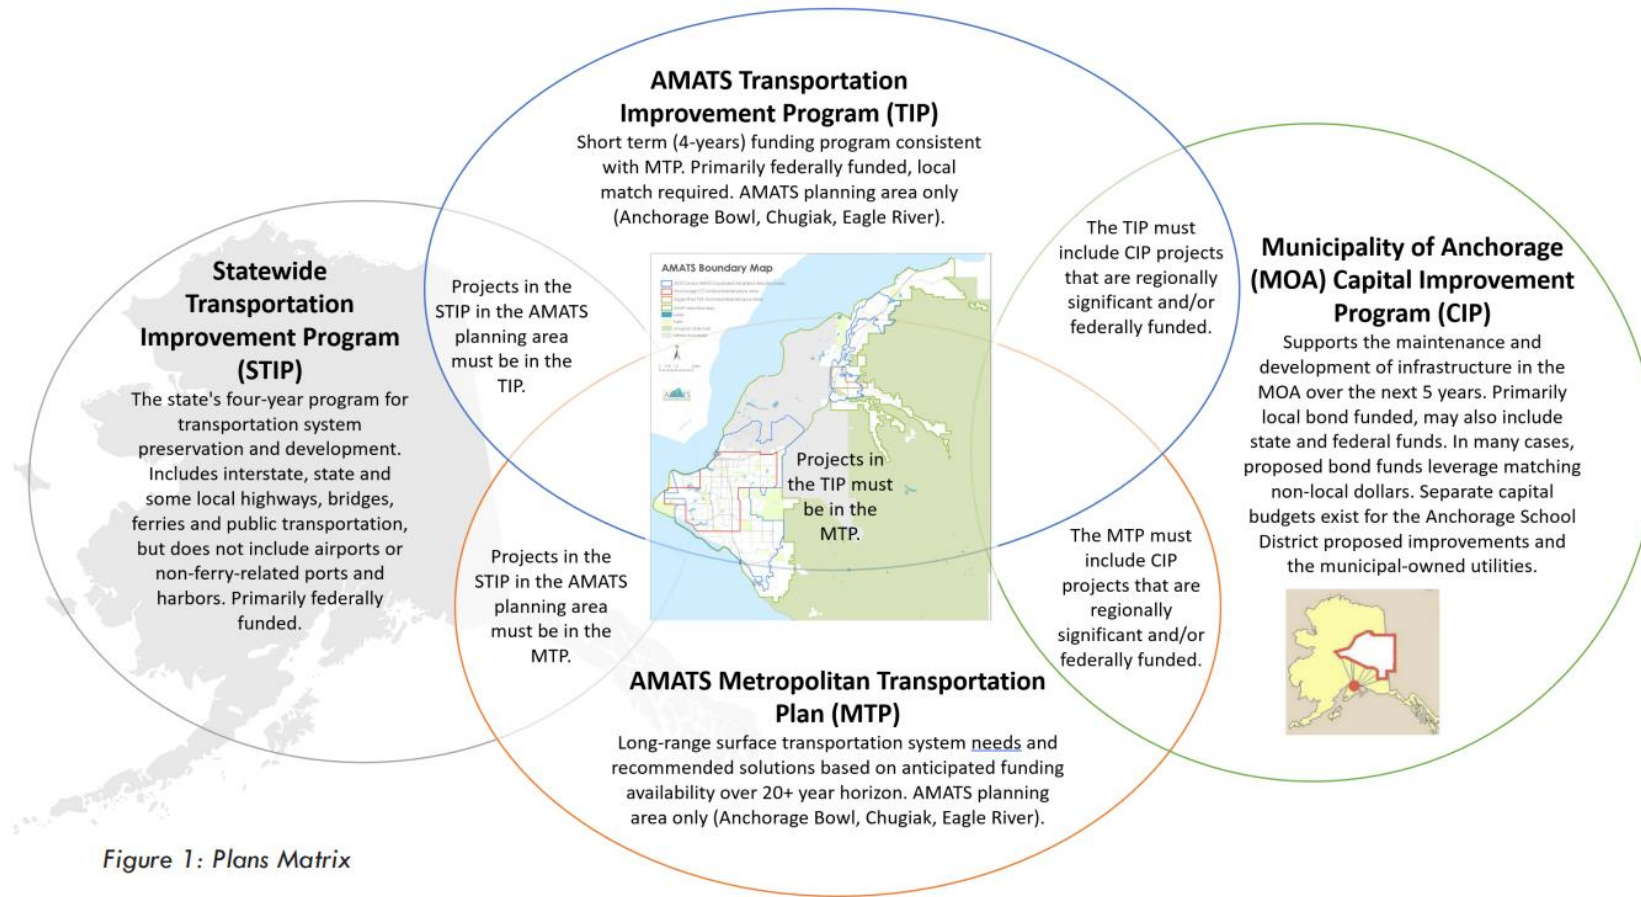 AMATS Transportation
Improvement Program (TIP)
Short term (4-years) funding program consistent
with MTP. Primarily federally funded, local
match required. AMATS planning area only
(Anchorage Bowl, Chugiak, Eagle River).
Statewide
Transportation
Improvement Program
(STIP)
The state's four-year program for
transportation system
preservation and development.
Includes interstate, state and
some local highways, bridges,
ferries and public transportation,
but does not include airports or
non-ferry-related ports and
harbors. Primarily federally
funded.
Projects in the
STIP in the AMATS
planning area
must be in the
TIP.
AMATS Boundary Map
Projects in
the TIP must
be in the
MTP.
The TIP must
include CIP projects
that are regionally
significant and/or
federally funded.
Municipality of Anchorage
(MOA) Capital Improvement
Program (CIP)
Supports the maintenance and
development of infrastructure in the
MOA over the next 5 years. Primarily
local bond funded, may also include
state and federal funds. In many cases,
proposed bond funds leverage matching
non-local dollars. Separate capital
budgets exist for the Anchorage School
District proposed improvements and
the municipal-owned utilities.
Projects in the
STIP in the AMATS
planning area
must be in the
MTP.
The MTP must
include CIP
projects that are
regionally
significant and/or
federally funded.
AMATS Metropolitan Transportation
Plan (MTP)
Long-range surface transportation system needs and
recommended solutions based on anticipated funding
availability over 20+ year horizon. AMATS planning
area only (Anchorage Bowl, Chugiak, Eagle River).
Figure 1: Plans Matrix